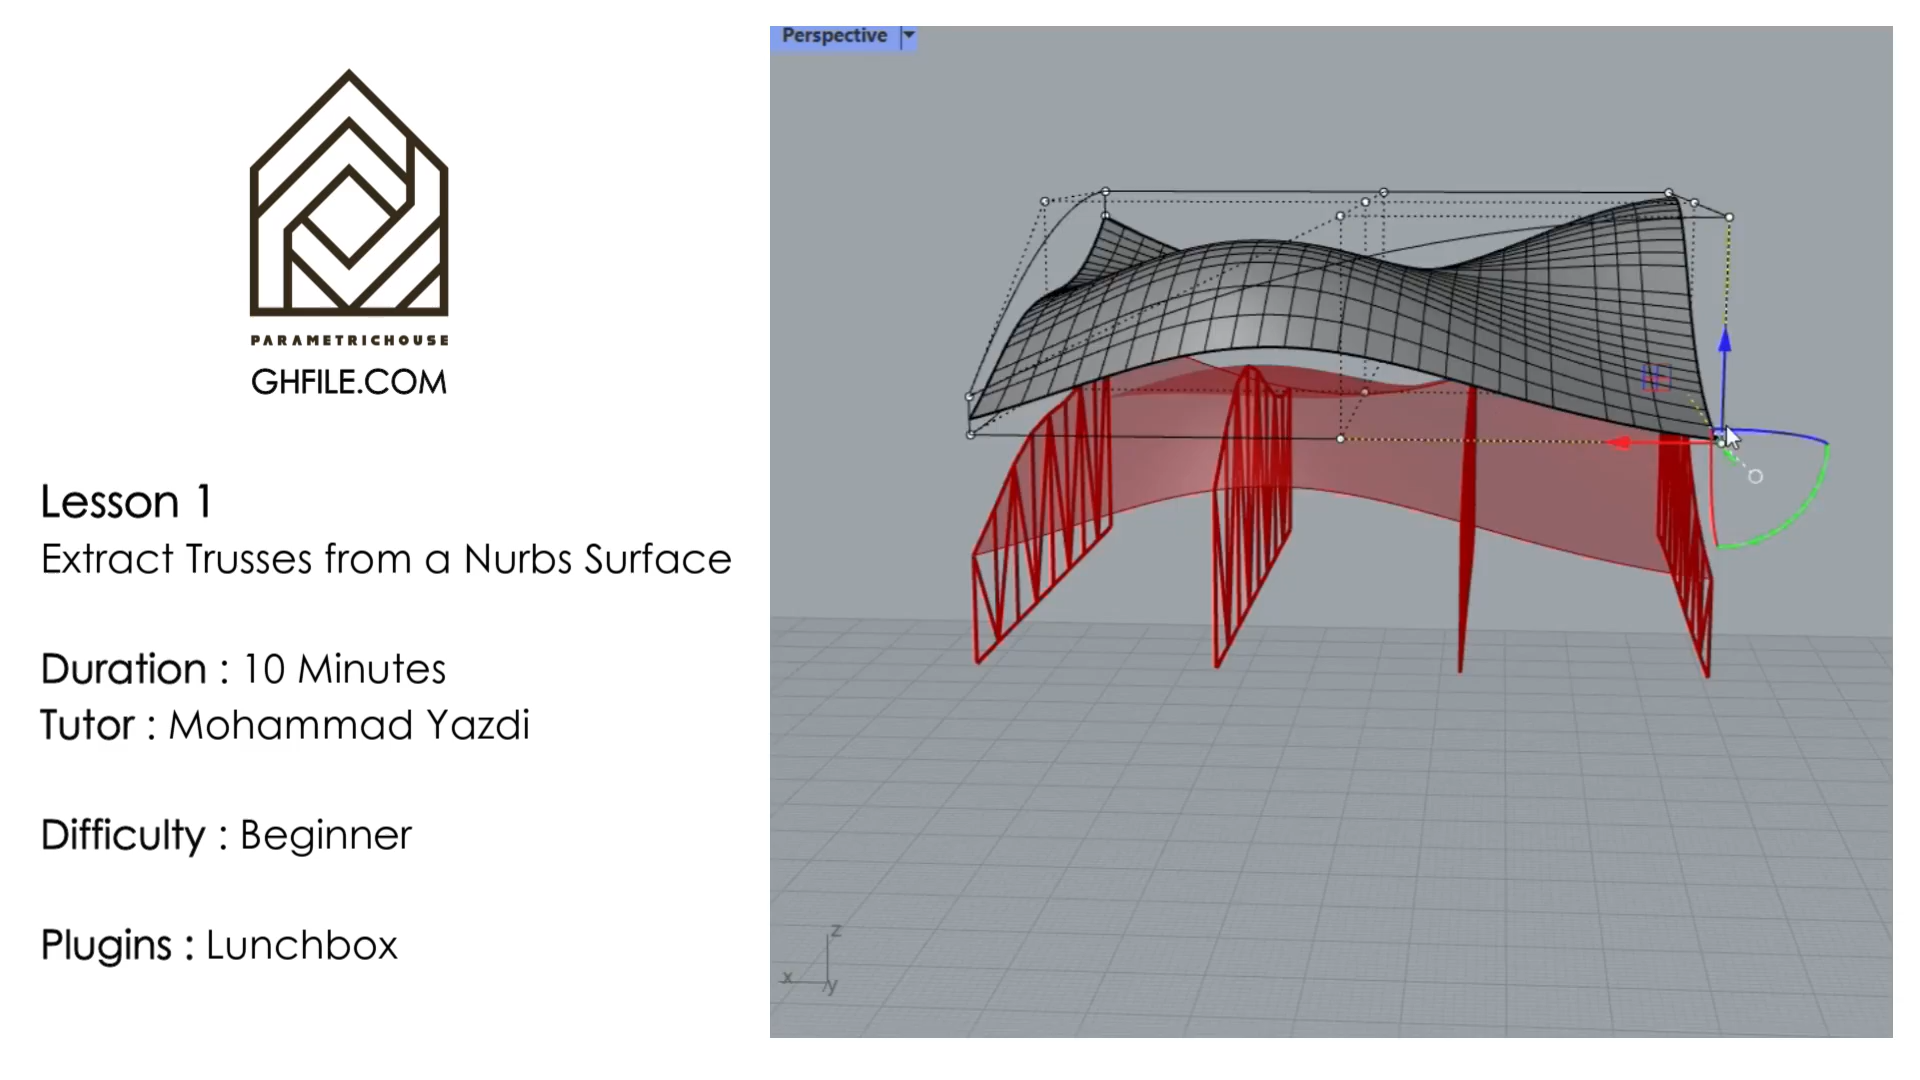 PARAMETRICHOUSE
GHFILE.COM
Lesson 1
Extract Trusses from a Nurbs Surface
Duration : 10 Minutes
Tutor : Mohammad Yazdi
Difficulty : Beginner
Plugins : Lunchbox
Perspective
z
x
y